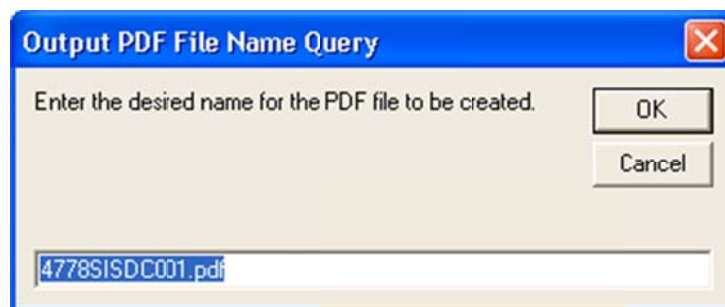 Output PDF File Name Query
Enter the desired name for the PDF file to be created.
OK
Cancel
4778SISDC001.pdf